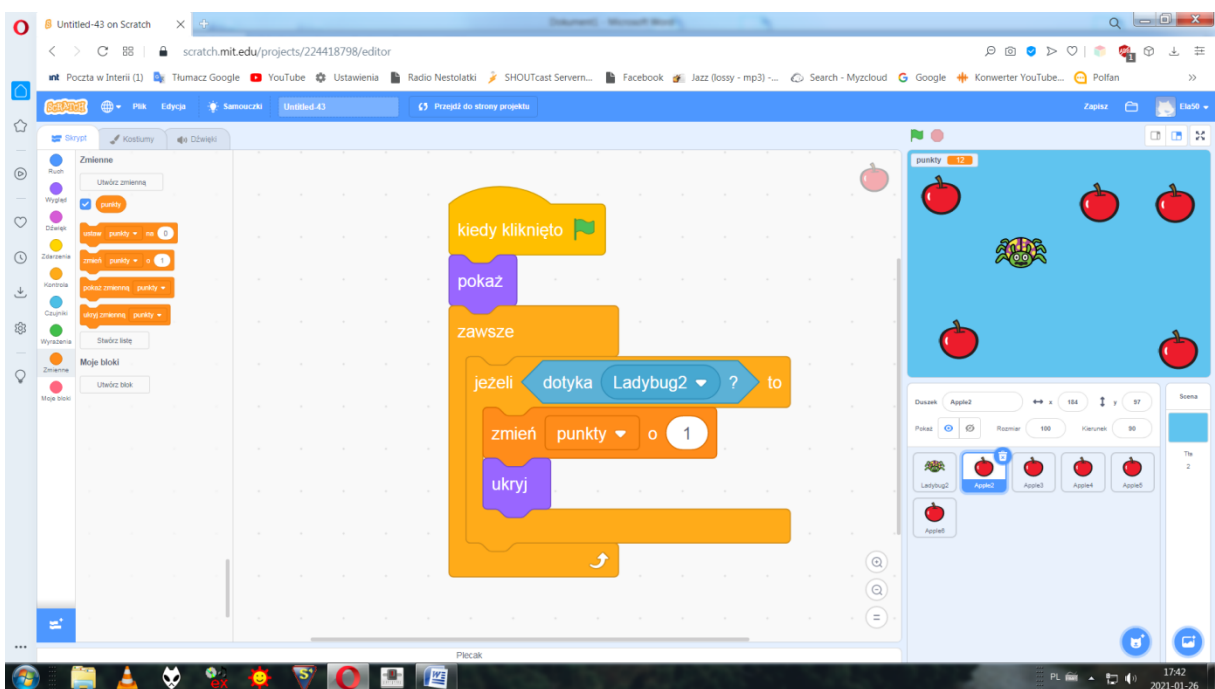 Untitled-43 on Scratch
Dokument1 - Microsoft Word
scratch.mit.edu/projects/224418798/editor
Poczta w Interii (1) Tłumacz Google YouTube Ustawienia Radio Nestolatki SHOUTcast Servern... Facebook Jazz (lossy - mp3) -... Search - Myzcloud Google Konwerter YouTube... Polfan
SCRATCH Plik Edycja Samouczki Untitled-43 Przejdź do strony projektu Zapisz Ela50
Skrypt Kostiumy Dźwięki
Ruch
Wygląd
Dźwięk
Zdarzenia
Kontrola
Czujniki
Wyrażenia
Zmienne
Moje bloki
Zmienne
Utwórz zmienną
punkty
ustaw punkty na 0
zmień punkty o 1
pokaż zmienną punkty
ukryj zmienną punkty
Stwórz listę
Moje bloki
Utwórz blok
kiedy kliknięto
pokaż
zawsze
jeżeli dotyka Ladybug2 ? to
zmień punkty o 1
ukryj
punkty 12
Duszek Apple2 x 184 y 97
Pokaż Rozmiar 100 Kierunek 90
Ladybug2 Apple2 Apple3 Apple4 Apple5
Apple6
Scena
Tła
2
Plecak
PL 17:42
2021-01-26